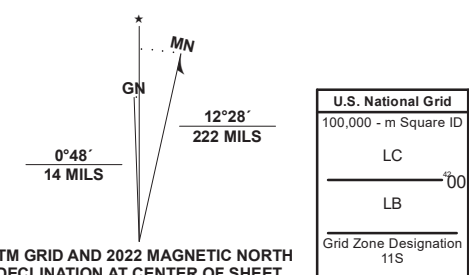 ★
MN
GN
12°28´
222 MILS
0°48´
14 MILS
TM GRID AND 2022 MAGNETIC NORTH
DECLINATION AT CENTER OF SHEET
U.S. National Grid
100,000 - m Square ID
LC
4200
LB
Grid Zone Designation
11S